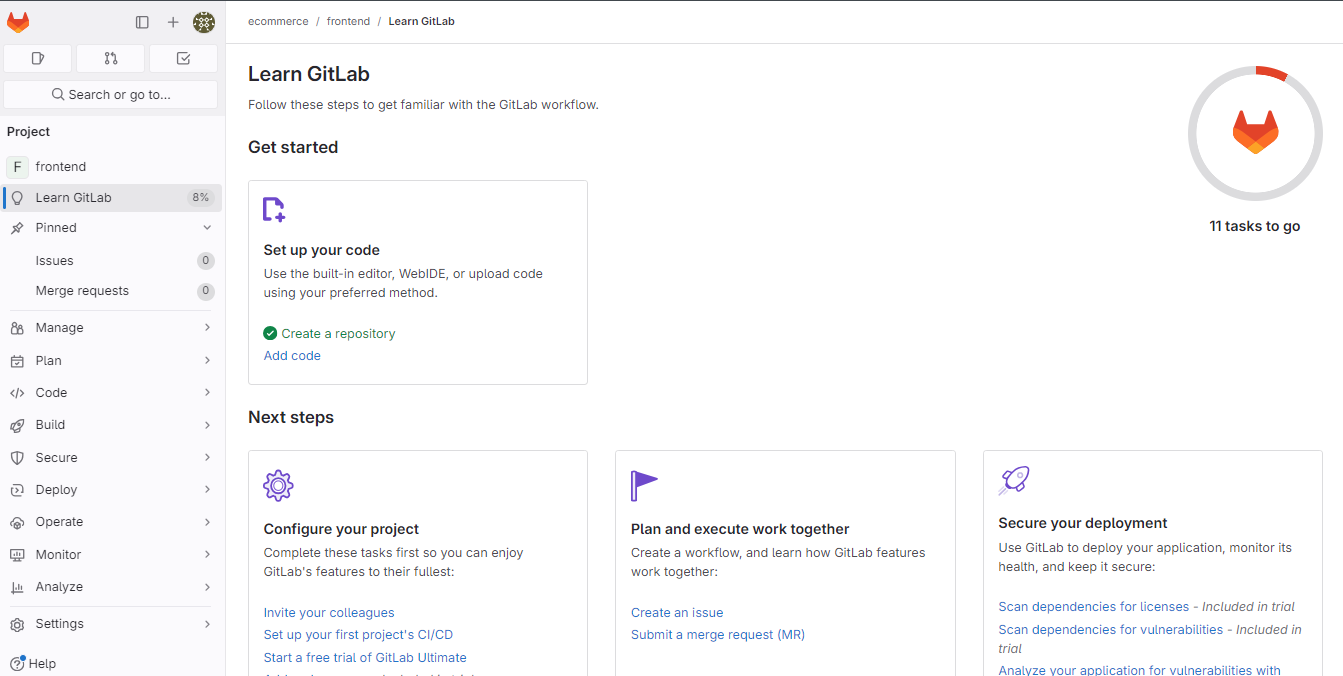 Search or go to...
Project
F frontend
Learn GitLab 8%
Pinned
Issues 0
Merge requests 0
Manage
Plan
Code
Build
Secure
Deploy
Operate
Monitor
Analyze
Settings
Help
ecommerce / frontend / Learn GitLab
Learn GitLab
Follow these steps to get familiar with the GitLab workflow.
11 tasks to go
Get started
Set up your code
Use the built-in editor, WebIDE, or upload code
using your preferred method.
Create a repository
Add code
Next steps
Configure your project
Complete these tasks first so you can enjoy
GitLab's features to their fullest:
Invite your colleagues
Set up your first project's CI/CD
Start a free trial of GitLab Ultimate
Plan and execute work together
Create a workflow, and learn how GitLab features
work together:
Create an issue
Submit a merge request (MR)
Secure your deployment
Use GitLab to deploy your application, monitor its
health, and keep it secure:
Scan dependencies for licenses - Included in trial
Scan dependencies for vulnerabilities - Included in
trial
Analyze your application for vulnerabilities with